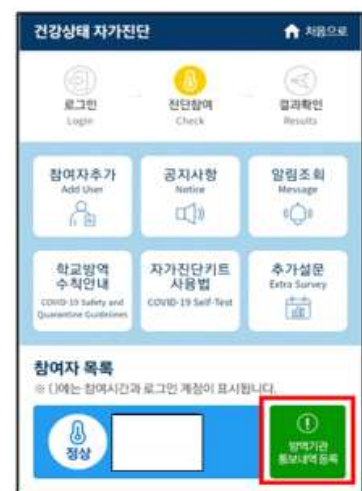 건강상태 자가진단
처음으로
로그인
Login
진단참여
Check
결과확인
Results
참여자추가
Add User
공지사항
Notice
알림조회
Message
학교방역
수칙안내
COVID-19 Safety and
Quarantine Guidelines
자가진단키트
사용법
COVID-19 Self-Test
추가설문
Extra Survey
참여자 목록
※ ()에는 참여시간과 로그인 계정이 표시됩니다.
정상
방역기관
통보내역 등록